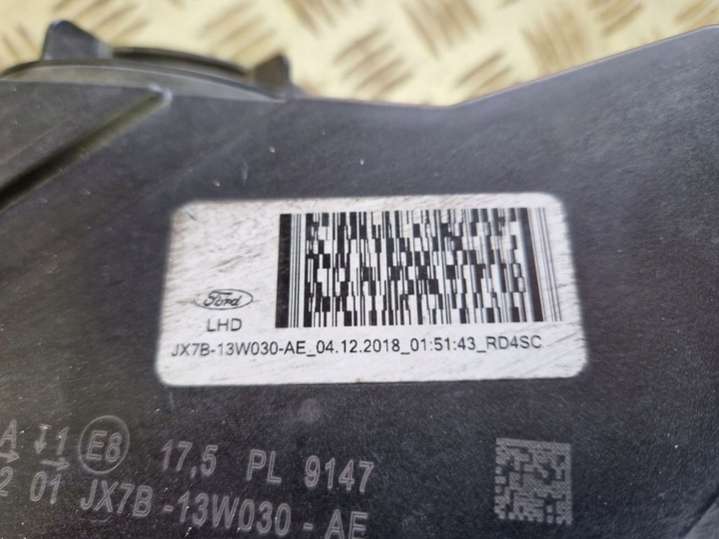 Ford
LHD
JX7B-13W030-AE_04.12.2018_01:51:43_RD4SC
A 1 E8 17,5 PL 9147
2 01 JX7B-13W030-AE